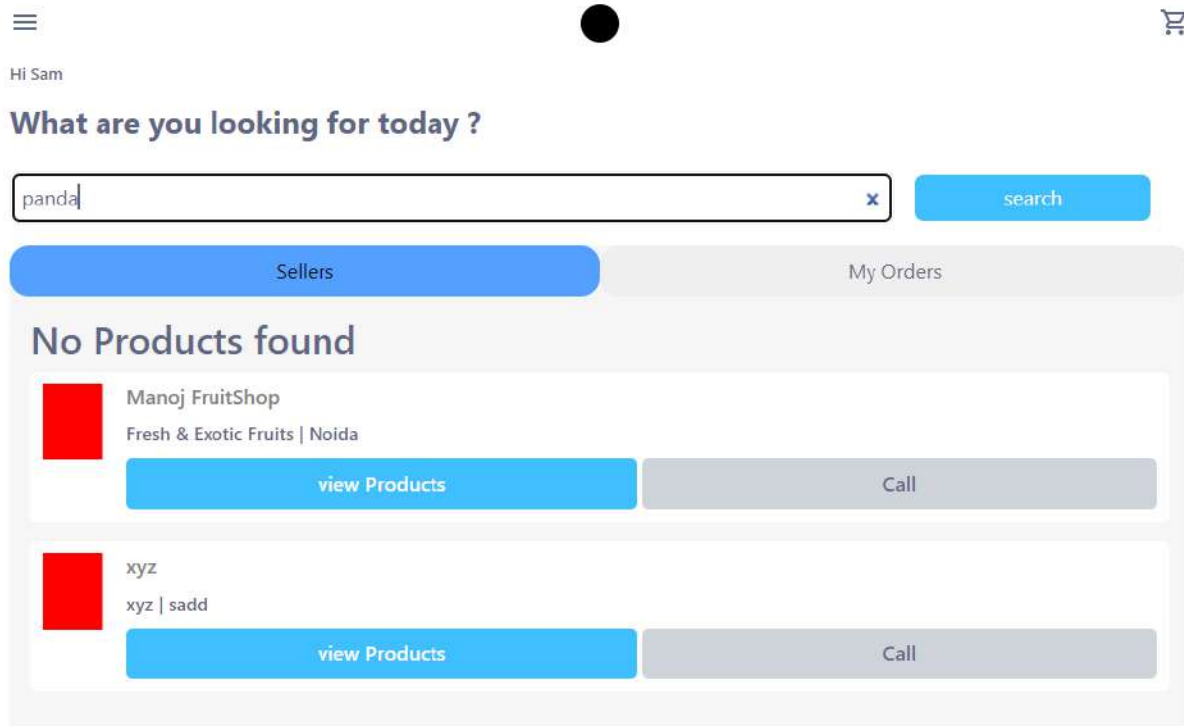 Hi Sam
What are you looking for today ?
panda x search
Sellers My Orders
No Products found
Manoj FruitShop
Fresh & Exotic Fruits | Noida
view Products Call
xyz
xyz | sadd
view Products Call